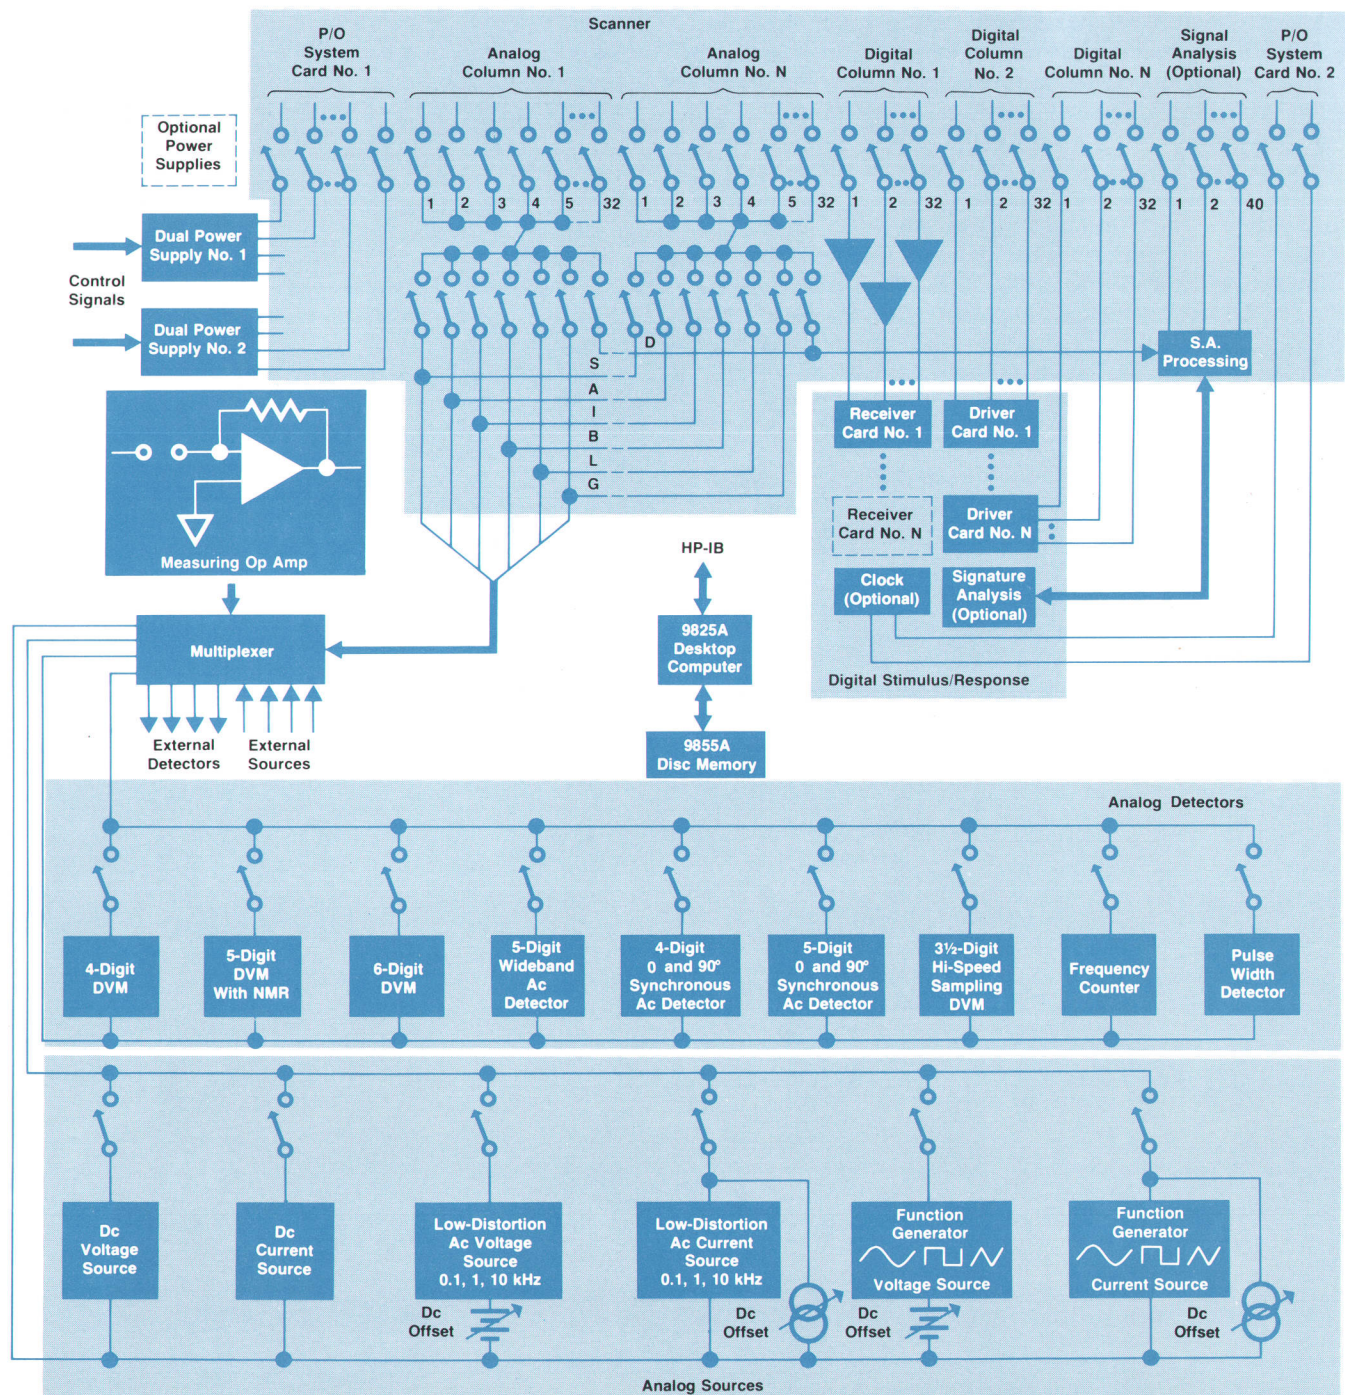 Scanner
P/O
System
Card No. 1
Analog
Column No. 1
Analog
Column No. N
Digital
Column No. 1
Digital
Column
No. 2
Digital
Column No. N
Signal
Analysis
(Optional)
P/O
System
Card No. 2
Optional
Power
Supplies
1 2 3 4 5 32
1 2 3 4 5 32
1 2 32
1 2 32
1 2 32
1 2 40
Dual Power
Supply No. 1
Control
Signals
Dual Power
Supply No. 2
D
S
A
I
B
L
G
S.A.
Processing
Measuring Op Amp
Receiver
Card No. 1
Driver
Card No. 1
Receiver
Card No. N
Driver
Card No. N
Clock
(Optional)
Signature
Analysis
(Optional)
Digital Stimulus/Response
HP-IB
9825A
Desktop
Computer
9855A
Disc Memory
Multiplexer
External
Detectors
External
Sources
Analog Detectors
4-Digit
DVM
5-Digit
DVM
With NMR
6-Digit
DVM
5-Digit
Wideband
Ac
Detector
4-Digit
0 and 90°
Synchronous
Ac Detector
5-Digit
0 and 90°
Synchronous
Ac Detector
3½-Digit
Hi-Speed
Sampling
DVM
Frequency
Counter
Pulse
Width
Detector
Dc
Voltage
Source
Dc
Current
Source
Low-Distortion
Ac Voltage
Source
0.1, 1, 10 kHz
Low-Distortion
Ac Current
Source
0.1, 1, 10 kHz
Function
Generator
Voltage Source
Function
Generator
Current Source
Dc
Offset
Dc
Offset
Dc
Offset
Dc
Offset
Analog Sources